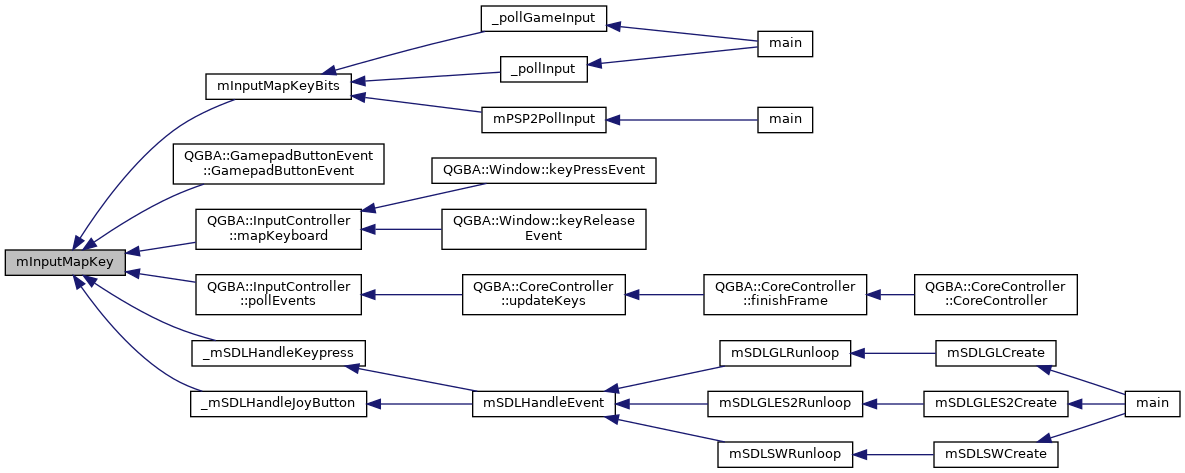 _pollGameInput
main
_pollInput
mInputMapKeyBits
mPSP2PollInput
main
QGBA::GamepadButtonEvent
::GamepadButtonEvent
QGBA::Window::keyPressEvent
QGBA::InputController
::mapKeyboard
QGBA::Window::keyRelease
Event
mInputMapKey
QGBA::InputController
::pollEvents
QGBA::CoreController
::updateKeys
QGBA::CoreController
::finishFrame
QGBA::CoreController
::CoreController
_mSDLHandleKeypress
mSDLGLRunloop
mSDLGLCreate
_mSDLHandleJoyButton
mSDLHandleEvent
mSDLGLES2Runloop
mSDLGLES2Create
main
mSDLSWRunloop
mSDLSWCreate